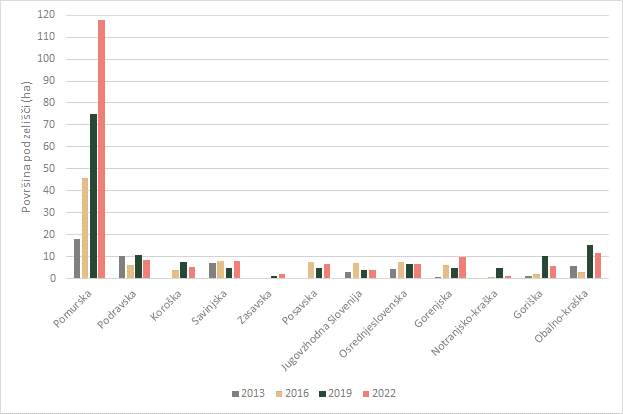 Površina pod zelišči (ha)
120
110
100
90
80
70
60
50
40
30
20
10
0
Pomurska
Podravska
Koroška
Savinjska
Zasavska
Posavska
Jugovzhodna Slovenija
Osrednjeslovenska
Gorenjska
Notranjsko-kraška
Goriška
Obalno-kraška
2013 2016 2019 2022